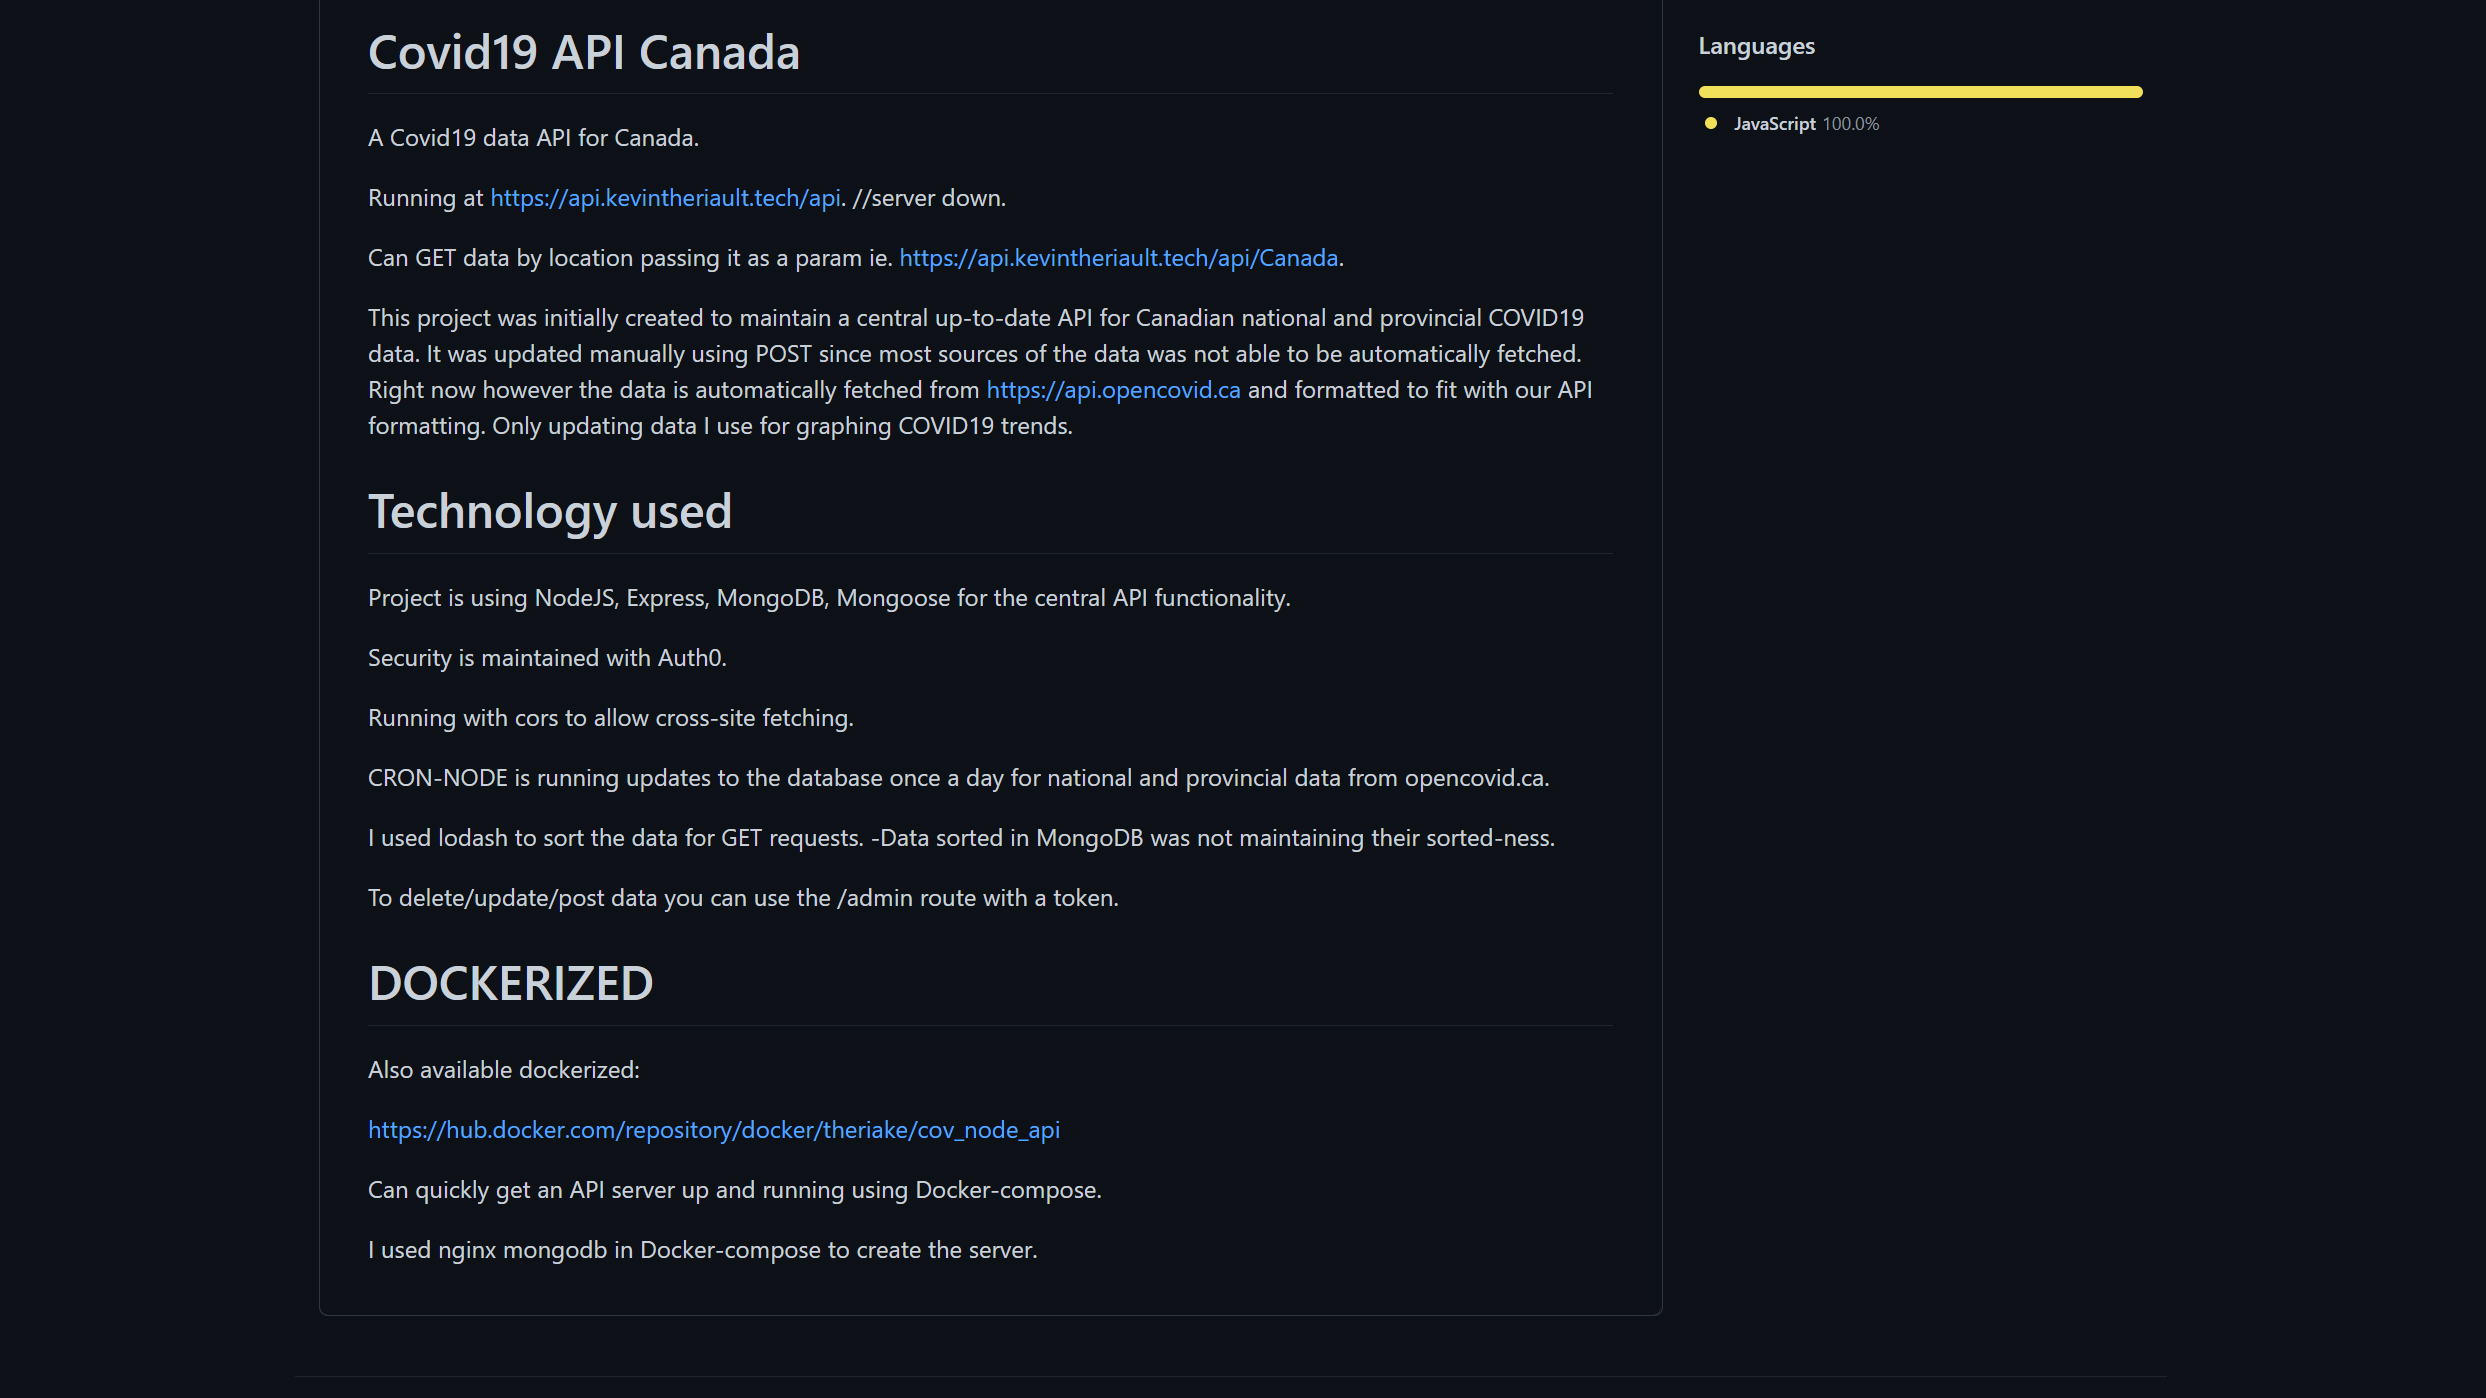 Covid19 API Canada
A Covid19 data API for Canada.
Running at https://api.kevintheriault.tech/api. //server down.
Can GET data by location passing it as a param ie. https://api.kevintheriault.tech/api/Canada.
This project was initially created to maintain a central up-to-date API for Canadian national and provincial COVID19
data. It was updated manually using POST since most sources of the data was not able to be automatically fetched.
Right now however the data is automatically fetched from https://api.opencovid.ca and formatted to fit with our API
formatting. Only updating data I use for graphing COVID19 trends.
Technology used
Project is using NodeJS, Express, MongoDB, Mongoose for the central API functionality.
Security is maintained with Auth0.
Running with cors to allow cross-site fetching.
CRON-NODE is running updates to the database once a day for national and provincial data from opencovid.ca.
I used lodash to sort the data for GET requests. -Data sorted in MongoDB was not maintaining their sorted-ness.
To delete/update/post data you can use the /admin route with a token.
DOCKERIZED
Also available dockerized:
https://hub.docker.com/repository/docker/theriake/cov_node_api
Can quickly get an API server up and running using Docker-compose.
I used nginx mongodb in Docker-compose to create the server.
Languages
JavaScript 100.0%